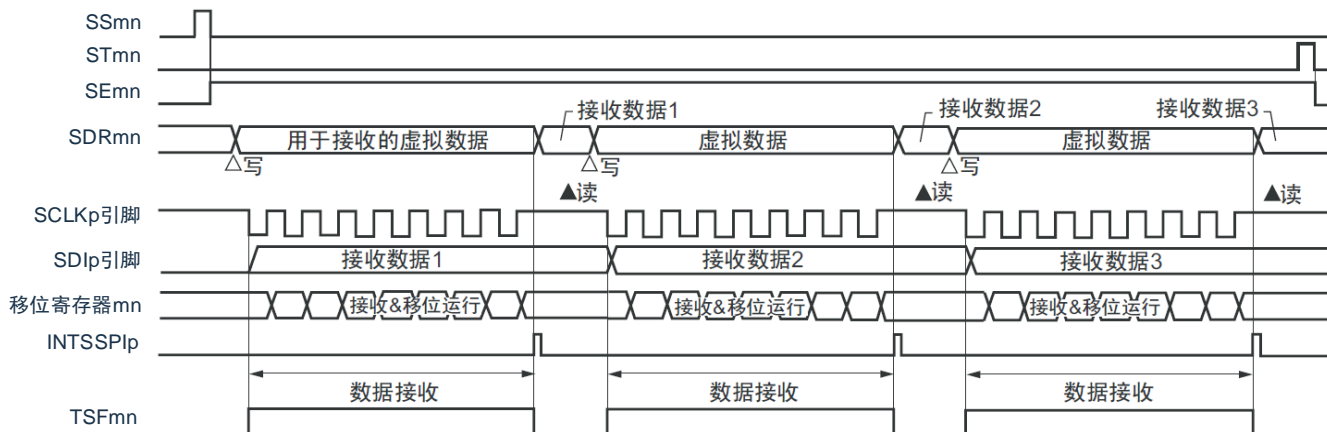 SSmn
STmn
SEmn
接收数据1 接收数据2 接收数据3
SDRmn 用于接收的虚拟数据 虚拟数据 虚拟数据
△写 △写 △写
▲读 ▲读 ▲读
SCLKp引脚
SDIp引脚 接收数据1 接收数据2 接收数据3
移位寄存器mn 接收&移位运行 接收&移位运行 接收&移位运行
INTSSPIp
数据接收 数据接收 数据接收
TSFmn